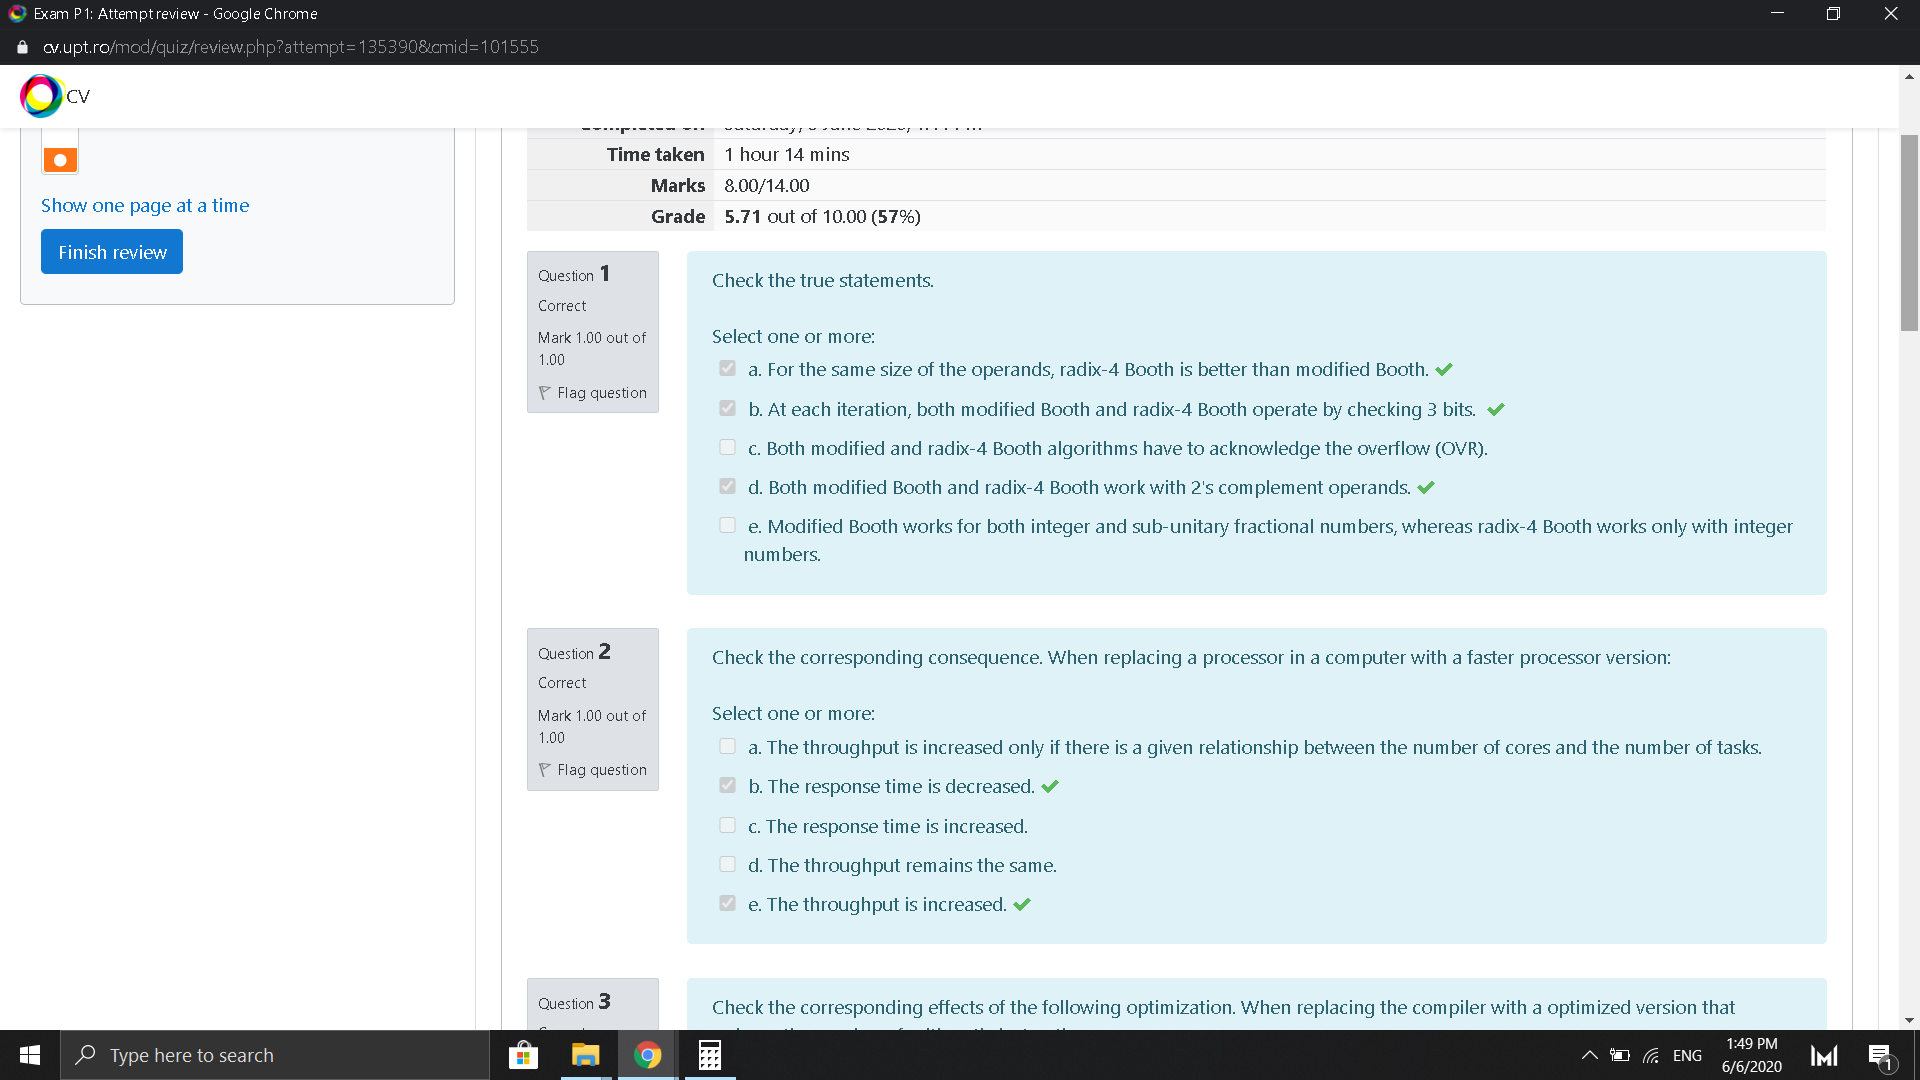 Exam P1: Attempt review - Google Chrome
cv.upt.ro/mod/quiz/review.php?attempt=135390&cmid=101555
CV
Show one page at a time
Finish review
Time taken 1 hour 14 mins
Marks 8.00/14.00
Grade 5.71 out of 10.00 (57%)
Question 1
Correct
Mark 1.00 out of
1.00
Flag question
Check the true statements.
Select one or more:
a. For the same size of the operands, radix-4 Booth is better than modified Booth.
b. At each iteration, both modified Booth and radix-4 Booth operate by checking 3 bits.
c. Both modified and radix-4 Booth algorithms have to acknowledge the overflow (OVR).
d. Both modified Booth and radix-4 Booth work with 2's complement operands.
e. Modified Booth works for both integer and sub-unitary fractional numbers, whereas radix-4 Booth works only with integer
numbers.
Question 2
Correct
Mark 1.00 out of
1.00
Flag question
Check the corresponding consequence. When replacing a processor in a computer with a faster processor version:
Select one or more:
a. The throughput is increased only if there is a given relationship between the number of cores and the number of tasks.
b. The response time is decreased.
c. The response time is increased.
d. The throughput remains the same.
e. The throughput is increased.
Question 3
Check the corresponding effects of the following optimization. When replacing the compiler with a optimized version that
Type here to search
ENG
1:49 PM
6/6/2020
1